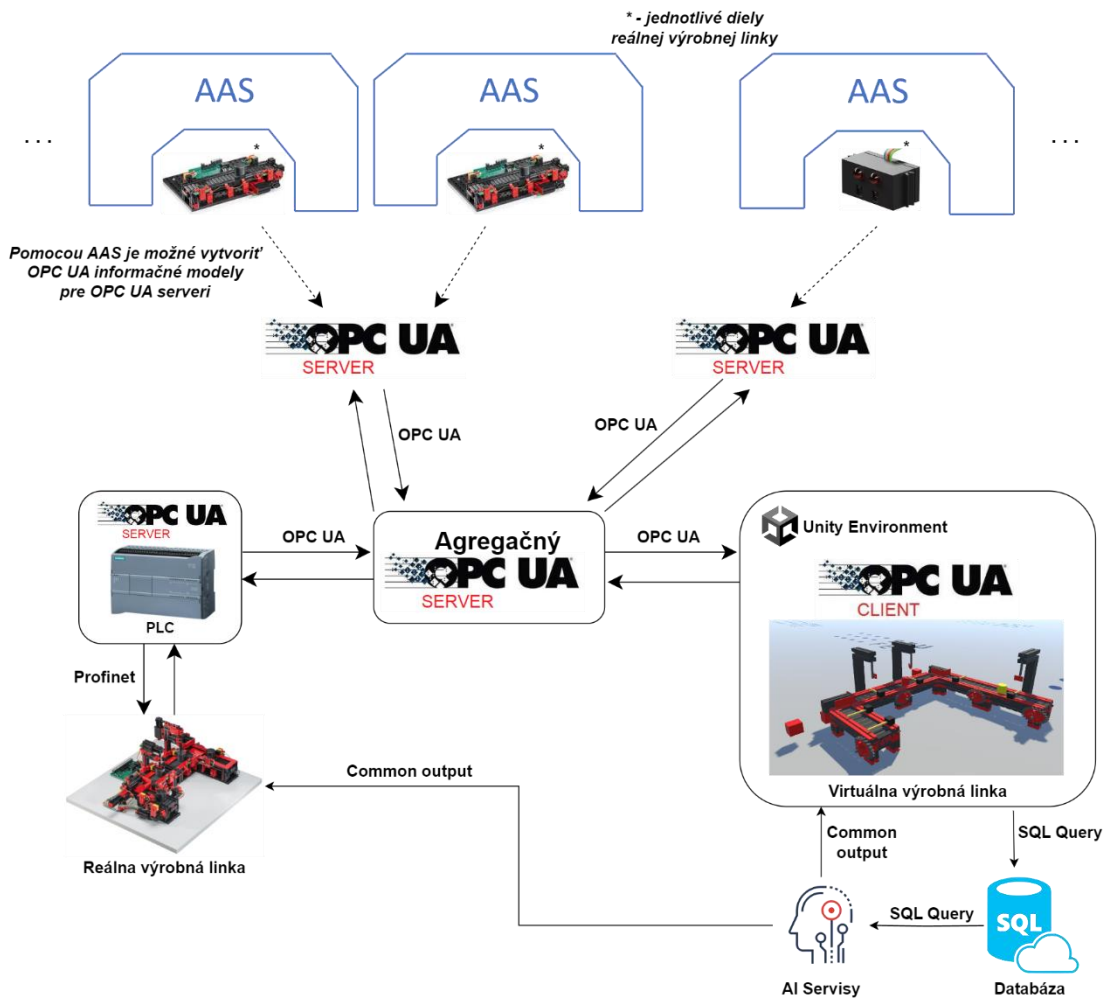 * - jednotlivé diely
reálnej výrobnej linky
AAS
AAS
AAS
. . .
. . .
*
*
*
Pomocou AAS je možné vytvoriť
OPC UA informačné modely
pre OPC UA serveri
OPC UA
SERVER
OPC UA
SERVER
OPC UA
OPC UA
OPC UA
SERVER
PLC
OPC UA
Agregačný
OPC UA
SERVER
OPC UA
Unity Environment
OPC UA
CLIENT
Virtuálna výrobná linka
Profinet
Reálna výrobná linka
Common output
Common
output
SQL Query
SQL Query
SQL
AI Servisy
Databáza